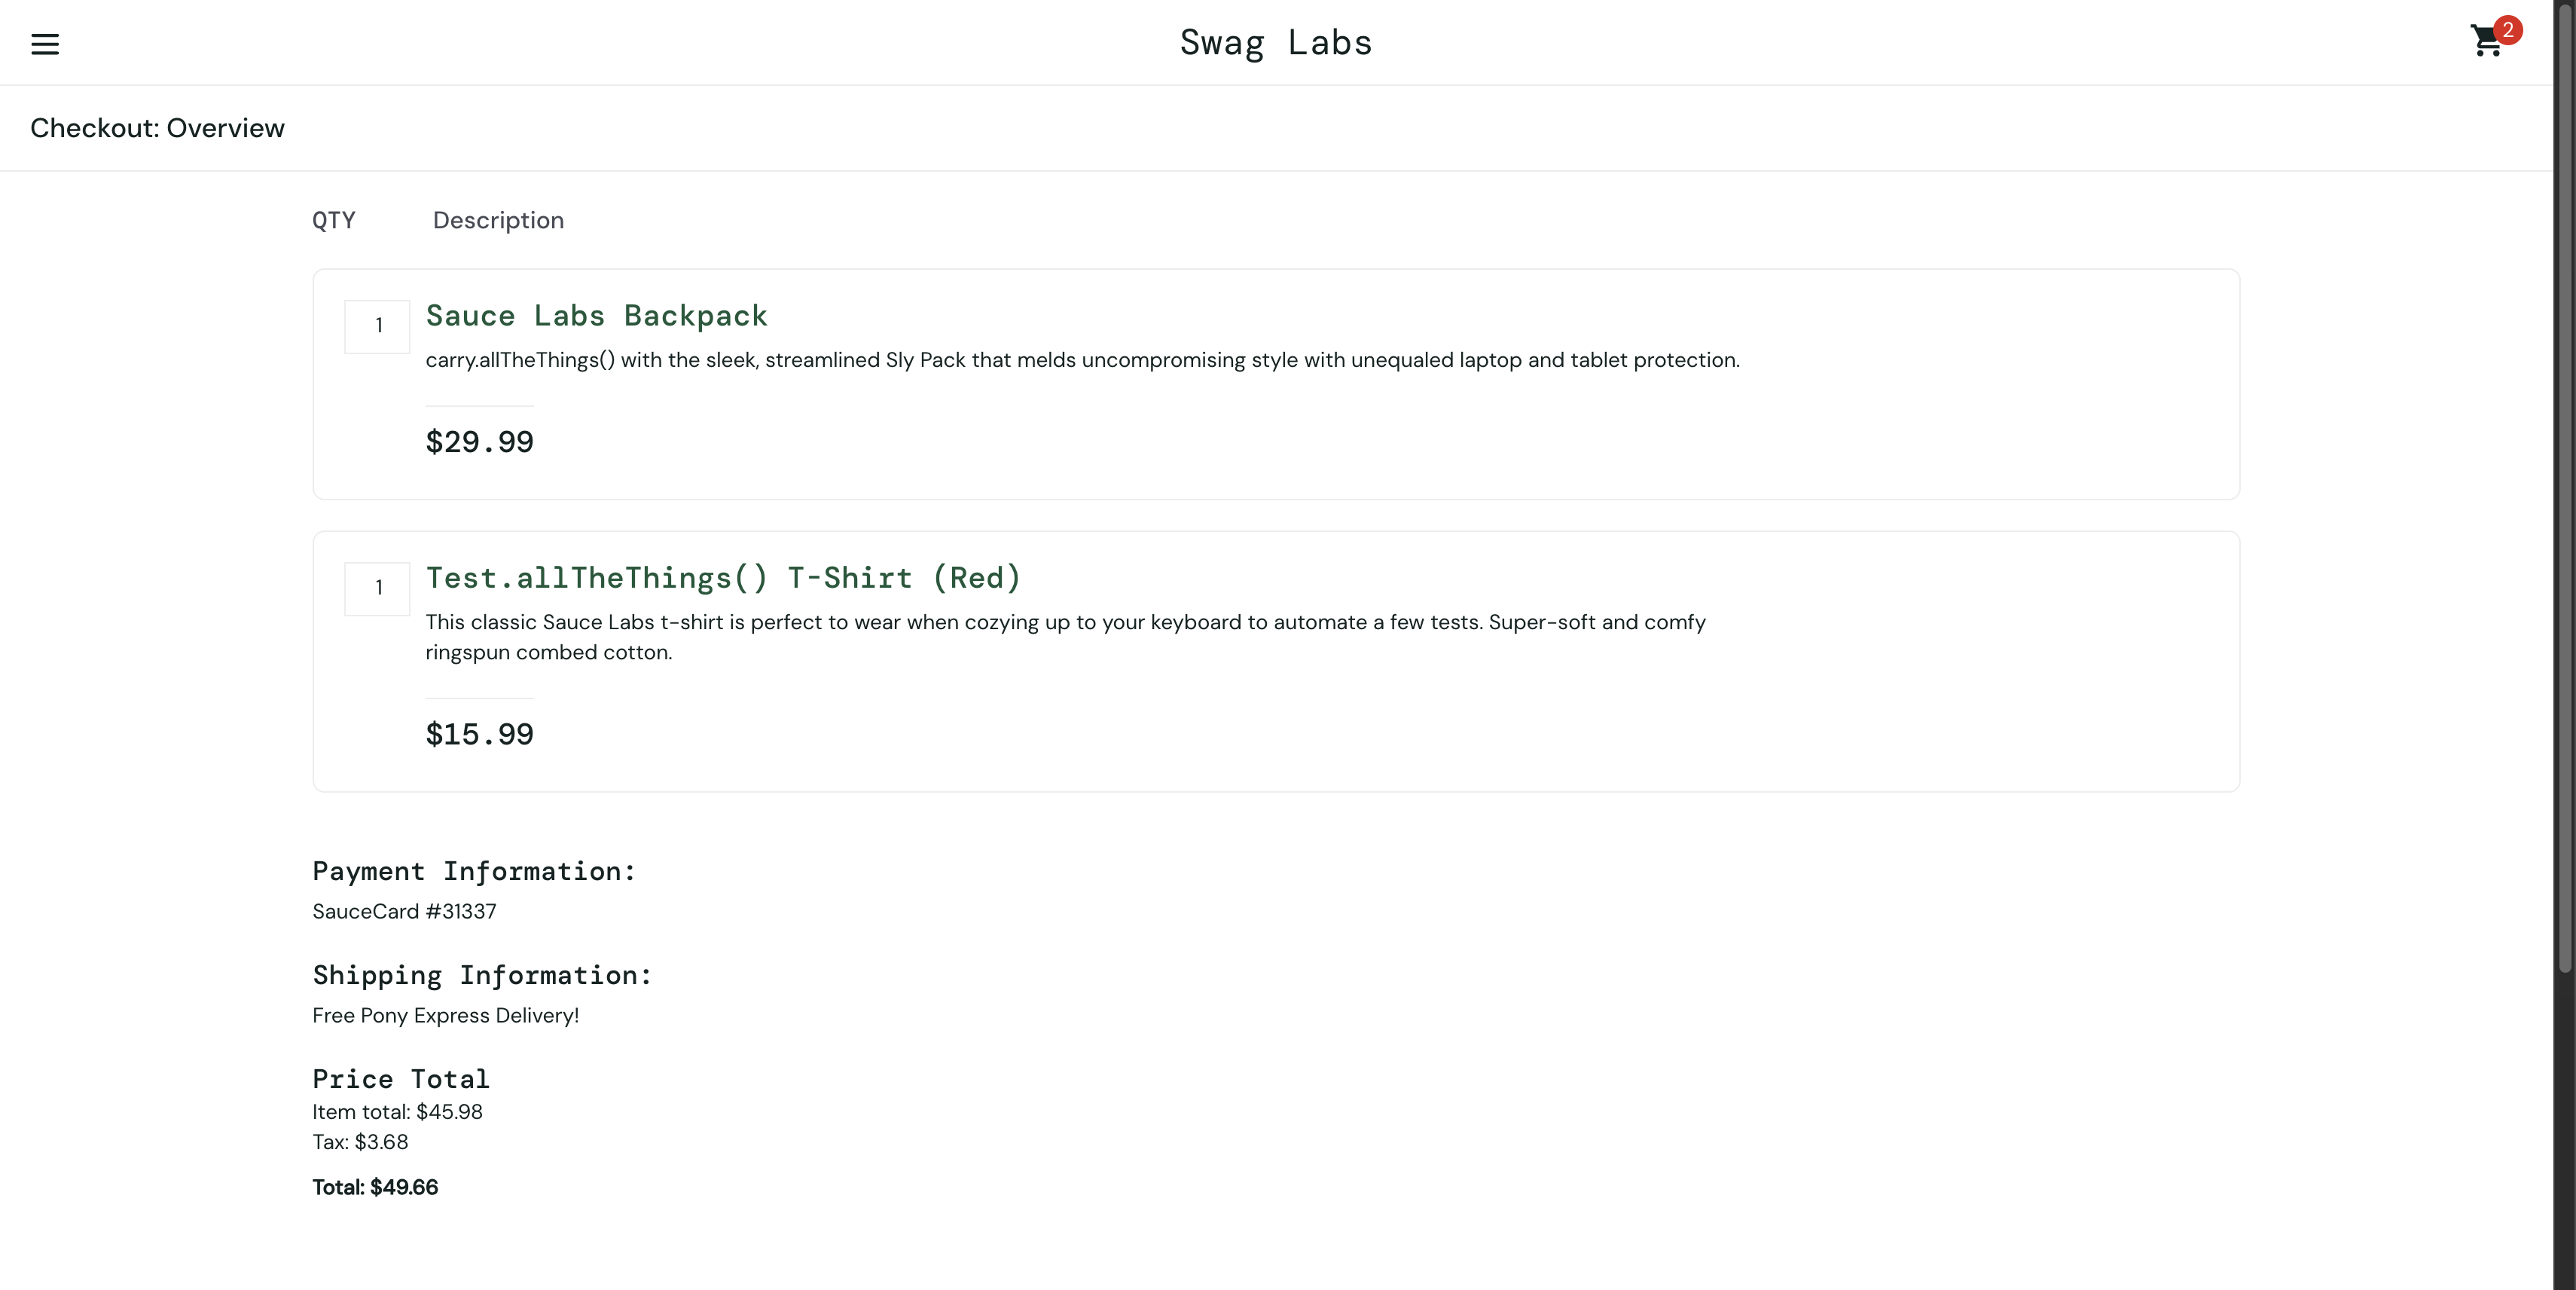 Swag Labs
2
Checkout: Overview
QTY Description
1
Sauce Labs Backpack
carry.allTheThings() with the sleek, streamlined Sly Pack that melds uncompromising style with unequaled laptop and tablet protection.
$29.99
1
Test.allTheThings() T-Shirt (Red)
This classic Sauce Labs t-shirt is perfect to wear when cozying up to your keyboard to automate a few tests. Super-soft and comfy
ringspun combed cotton.
$15.99
Payment Information:
SauceCard #31337
Shipping Information:
Free Pony Express Delivery!
Price Total
Item total: $45.98
Tax: $3.68
Total: $49.66